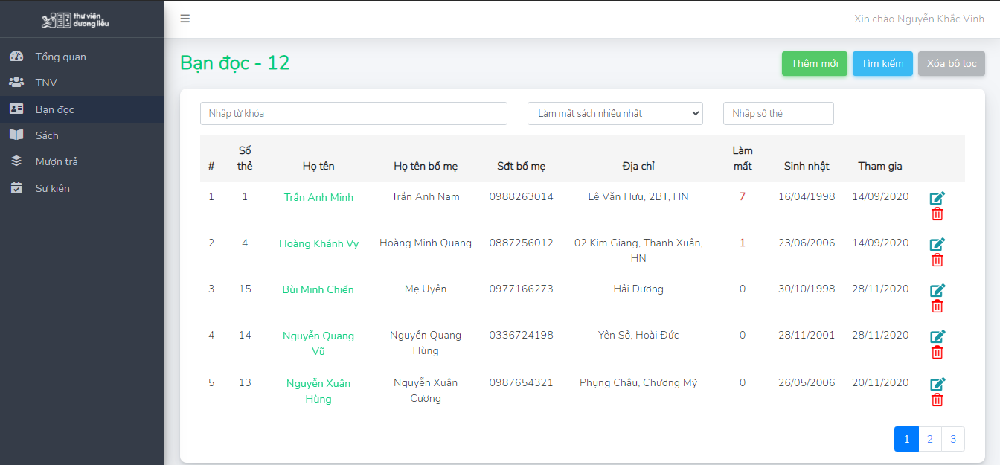 thư viện
dương liễu
Xin chào Nguyễn Khắc Vinh
Tổng quan
TNV
Bạn đọc
Sách
Mượn trả
Sự kiện
Bạn đọc - 12
Thêm mới Tìm kiếm Xóa bộ lọc
Nhập từ khóa Làm mất sách nhiều nhất Nhập số thẻ
# Số thẻ Họ tên Họ tên bố mẹ Sđt bố mẹ Địa chỉ Làm mất Sinh nhật Tham gia
1 1 Trần Anh Minh Trần Anh Nam 0988263014 Lê Văn Hưu, 2BT, HN 7 16/04/1998 14/09/2020
2 4 Hoàng Khánh Vy Hoàng Minh Quang 0887256012 02 Kim Giang, Thanh Xuân, 1 23/06/2006 14/09/2020
HN
3 15 Bùi Minh Chiến Mẹ Uyên 0977166273 Hải Dương 0 30/10/1998 28/11/2020
4 14 Nguyễn Quang Nguyễn Quang 0336724198 Yên Sở, Hoài Đức 0 28/11/2001 28/11/2020
Vũ Hùng
5 13 Nguyễn Xuân Nguyễn Xuân 0987654321 Phụng Châu, Chương Mỹ 0 26/05/2006 20/11/2020
Hùng Cương
1 2 3